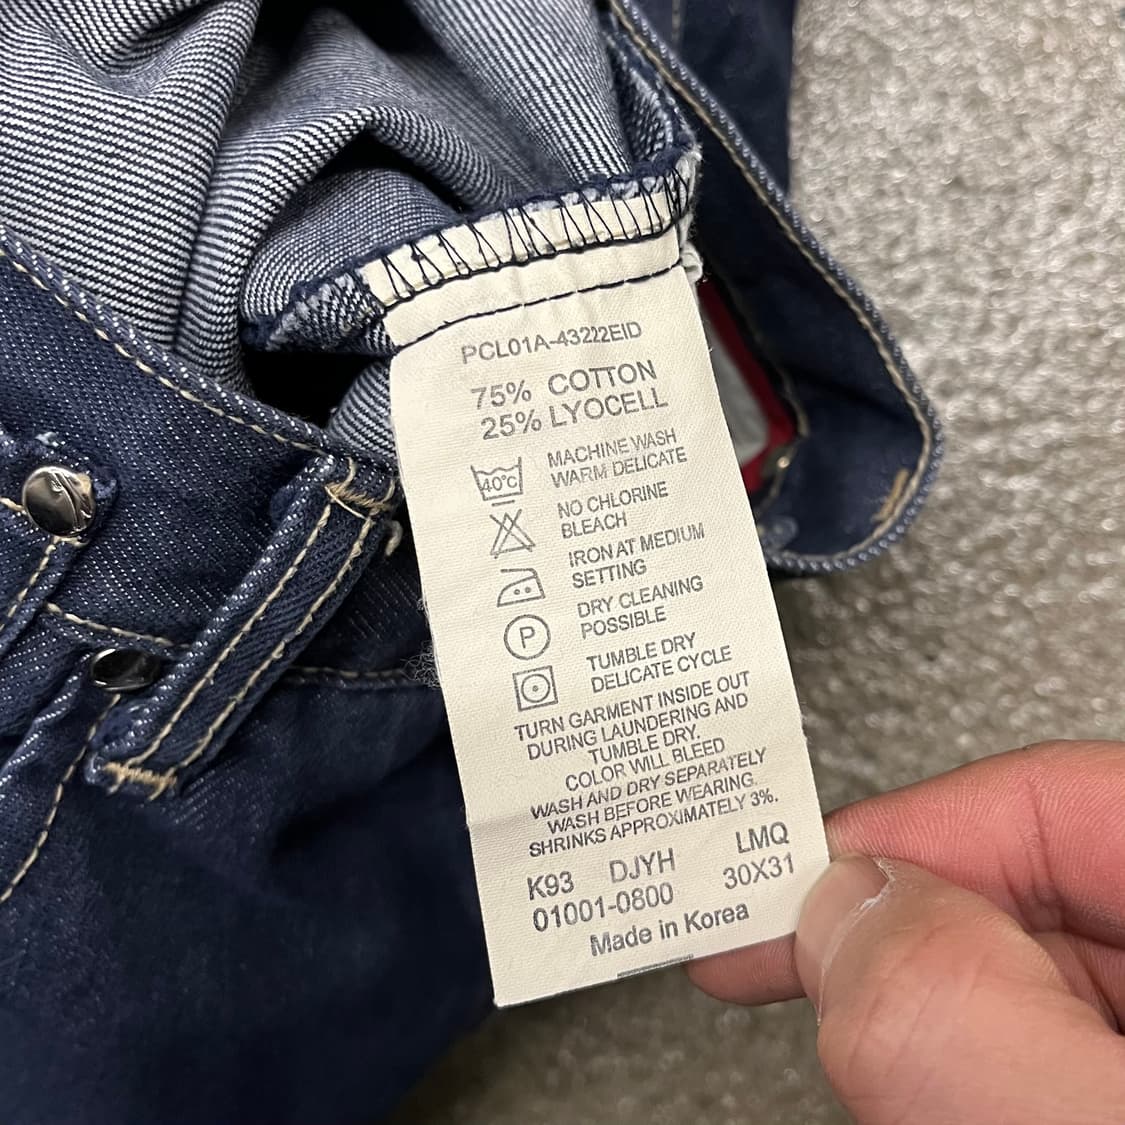 PCL01A-43222EID
75% COTTON
25% LYOCELL
40°c
MACHINE WASH
WARM DELICATE
NO CHLORINE
BLEACH
IRON AT MEDIUM
SETTING
P
DRY CLEANING
POSSIBLE
TUMBLE DRY
DELICATE CYCLE
TURN GARMENT INSIDE OUT
DURING LAUNDERING AND
TUMBLE DRY.
COLOR WILL BLEED
WASH AND DRY SEPARATELY
WASH BEFORE WEARING.
SHRINKS APPROXIMATELY 3%.
K93 DJYH LMQ
01001-0800 30X31
Made in Korea